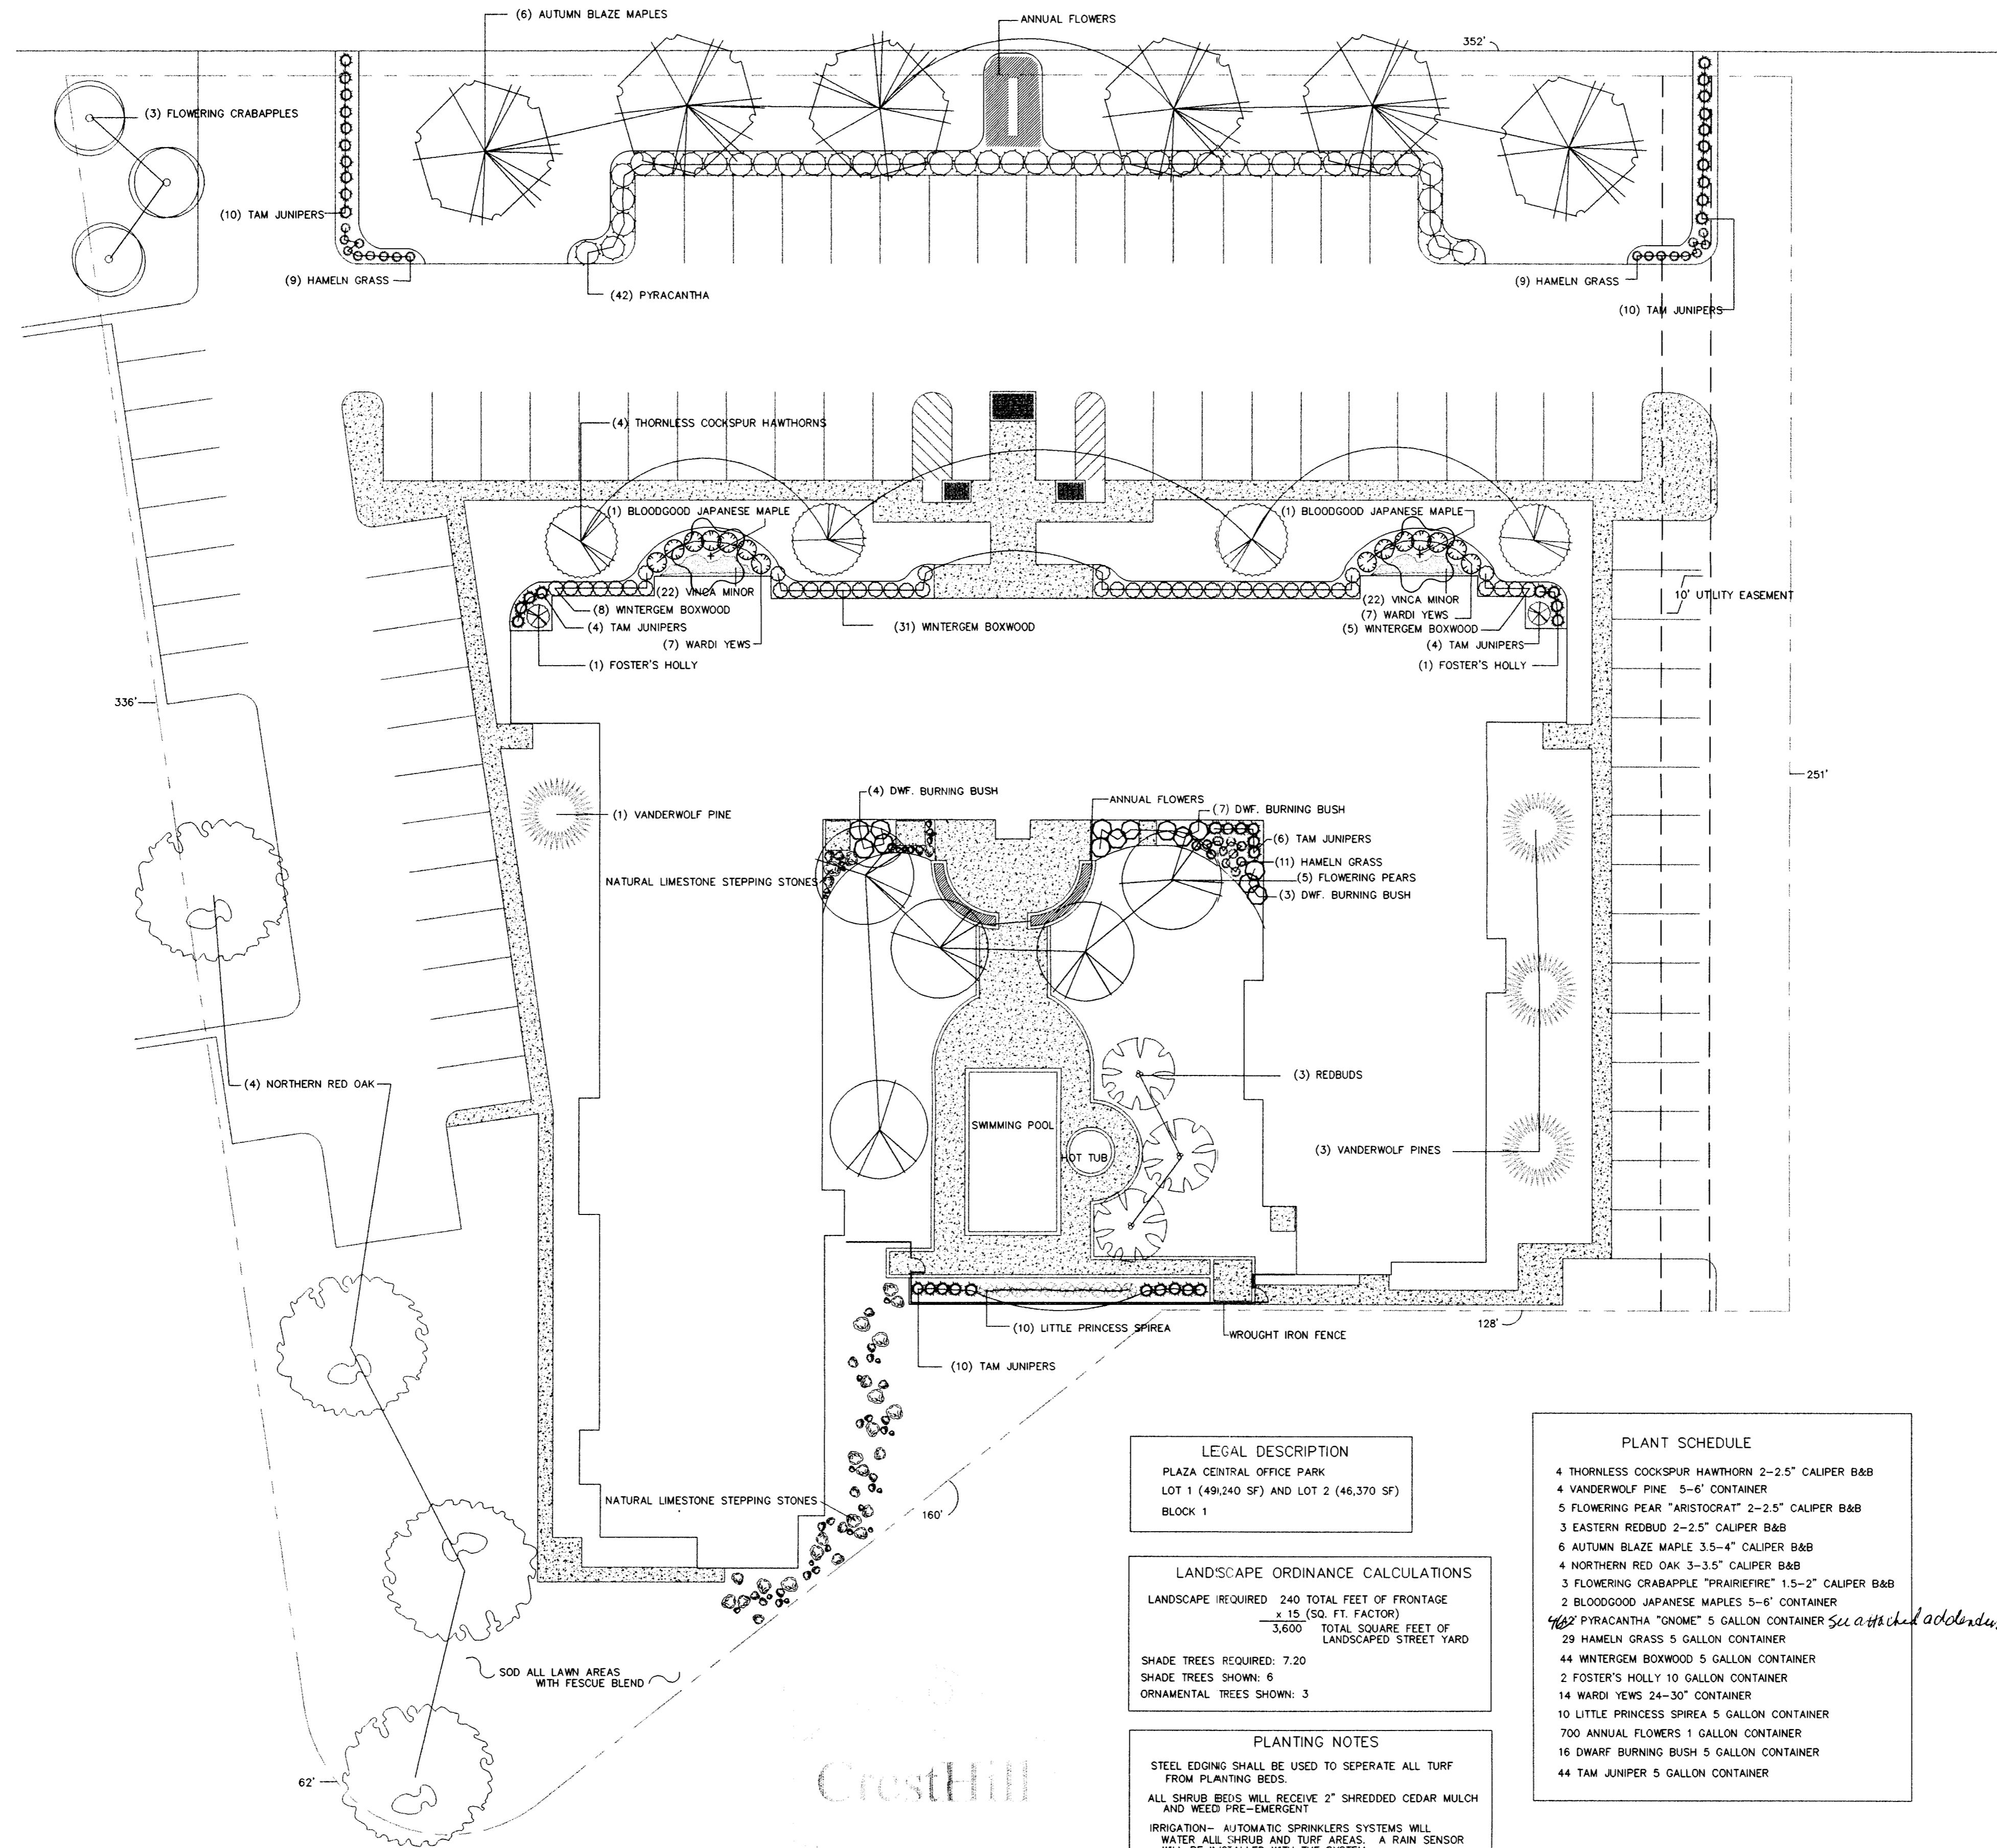 (6) AUTUMN BLAZE MAPLES
ANNUAL FLOWERS
352'
(3) FLOWERING CRABAPPLES
(10) TAM JUNIPERS
(9) HAMELN GRASS
(42) PYRACANTHA
(9) HAMELN GRASS
(10) TAM JUNIPERS
(4) THORNLESS COCKSPUR HAWTHORNS
(1) BLOODGOOD JAPANESE MAPLE
(1) BLOODGOOD JAPANESE MAPLE
(22) VINCA MINOR
(8) WINTERGEM BOXWOOD
(4) TAM JUNIPERS
(7) WARDI YEWS
(1) FOSTER'S HOLLY
(31) WINTERGEM BOXWOOD
(22) VINCA MINOR
(7) WARDI YEWS
(5) WINTERGEM BOXWOOD
(4) TAM JUNIPERS
(1) FOSTER'S HOLLY
10' UTILITY EASEMENT
336'
251'
(1) VANDERWOLF PINE
(4) DWF. BURNING BUSH
ANNUAL FLOWERS
(7) DWF. BURNING BUSH
(6) TAM JUNIPERS
(11) HAMELN GRASS
(5) FLOWERING PEARS
(3) DWF. BURNING BUSH
NATURAL LIMESTONE STEPPING STONES
(4) NORTHERN RED OAK
(3) REDBUDS
SWIMMING POOL
HOT TUB
(3) VANDERWOLF PINES
(10) LITTLE PRINCESS SPIREA
WROUGHT IRON FENCE
128'
(10) TAM JUNIPERS
NATURAL LIMESTONE STEPPING STONES
160'
SOD ALL LAWN AREAS
WITH FESCUE BLEND
62'
CrestHill
LEGAL DESCRIPTION
PLAZA CENTRAL OFFICE PARK
LOT 1 (491,240 SF) AND LOT 2 (46,370 SF)
BLOCK 1
LANDSCAPE ORDINANCE CALCULATIONS
LANDSCAPE REQUIRED 240 TOTAL FEET OF FRONTAGE
x 15 (SQ. FT. FACTOR)
3,600 TOTAL SQUARE FEET OF
LANDSCAPED STREET YARD
SHADE TREES REQUIRED: 7.20
SHADE TREES SHOWN: 6
ORNAMENTAL TREES SHOWN: 3
PLANTING NOTES
STEEL EDGING SHALL BE USED TO SEPERATE ALL TURF
FROM PLANTING BEDS.
ALL SHRUB BEDS WILL RECEIVE 2" SHREDDED CEDAR MULCH
AND WEED PRE-EMERGENT
IRRIGATION- AUTOMATIC SPRINKLERS SYSTEMS WILL
WATER ALL SHRUB AND TURF AREAS. A RAIN SENSOR
PLANT SCHEDULE
4 THORNLESS COCKSPUR HAWTHORN 2-2.5" CALIPER B&B
4 VANDERWOLF PINE 5-6' CONTAINER
5 FLOWERING PEAR "ARISTOCRAT" 2-2.5" CALIPER B&B
3 EASTERN REDBUD 2-2.5" CALIPER B&B
6 AUTUMN BLAZE MAPLE 3.5-4" CALIPER B&B
4 NORTHERN RED OAK 3-3.5" CALIPER B&B
3 FLOWERING CRABAPPLE "PRAIRIEFIRE" 1.5-2" CALIPER B&B
2 BLOODGOOD JAPANESE MAPLES 5-6' CONTAINER
PYRACANTHA "GNOME" 5 GALLON CONTAINER See attached addendum
29 HAMELN GRASS 5 GALLON CONTAINER
44 WINTERGEM BOXWOOD 5 GALLON CONTAINER
2 FOSTER'S HOLLY 10 GALLON CONTAINER
14 WARDI YEWS 24-30" CONTAINER
10 LITTLE PRINCESS SPIREA 5 GALLON CONTAINER
700 ANNUAL FLOWERS 1 GALLON CONTAINER
16 DWARF BURNING BUSH 5 GALLON CONTAINER
44 TAM JUNIPER 5 GALLON CONTAINER